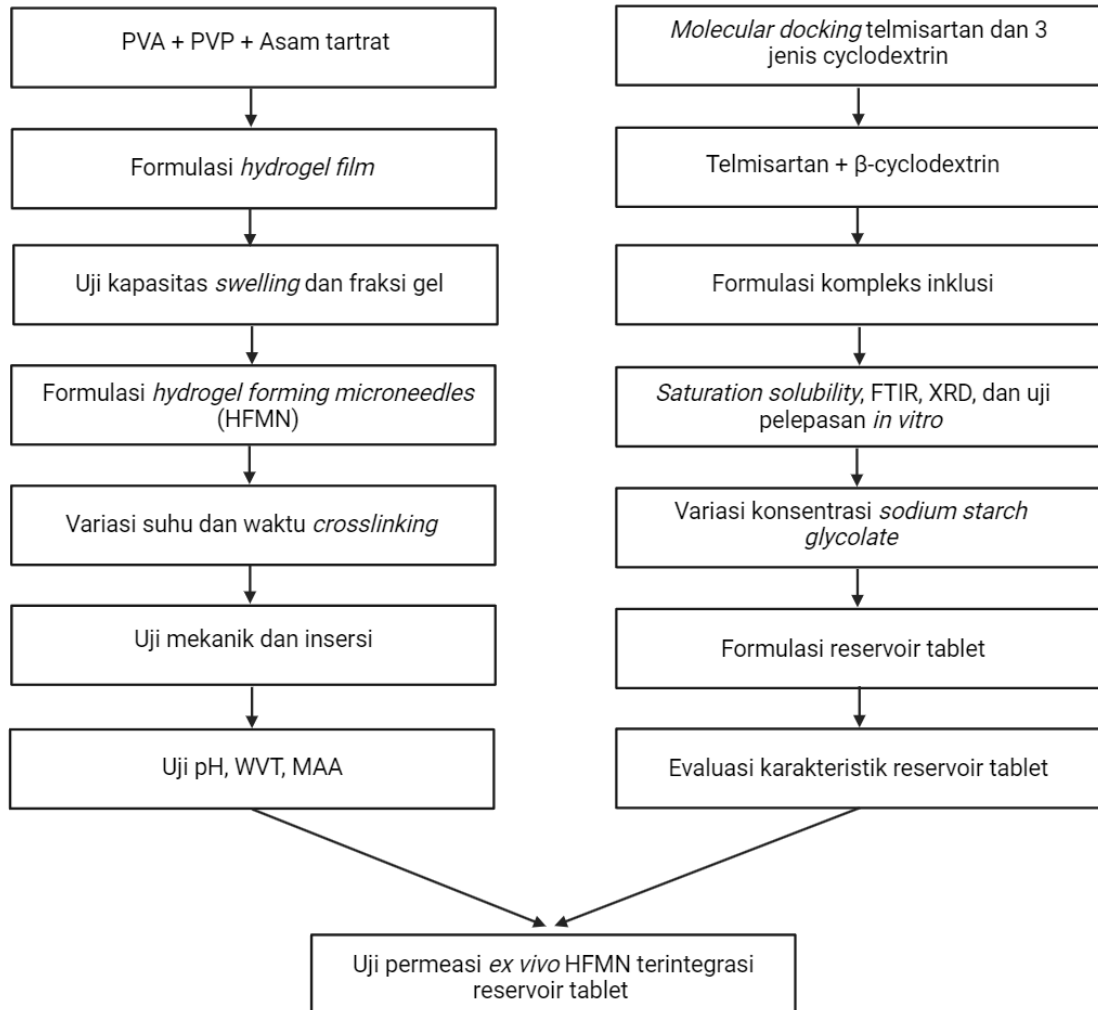 PVA + PVP + Asam tartrat
Formulasi hydrogel film
Uji kapasitas swelling dan fraksi gel
Formulasi hydrogel forming microneedles
(HFMN)
Variasi suhu dan waktu crosslinking
Uji mekanik dan insersi
Uji pH, WVT, MAA
Molecular docking telmisartan dan 3
jenis cyclodextrin
Telmisartan + β-cyclodextrin
Formulasi kompleks inklusi
Saturation solubility, FTIR, XRD, dan uji
pelepasan in vitro
Variasi konsentrasi sodium starch
glycolate
Formulasi reservoir tablet
Evaluasi karakteristik reservoir tablet
Uji permeasi ex vivo HFMN terintegrasi
reservoir tablet